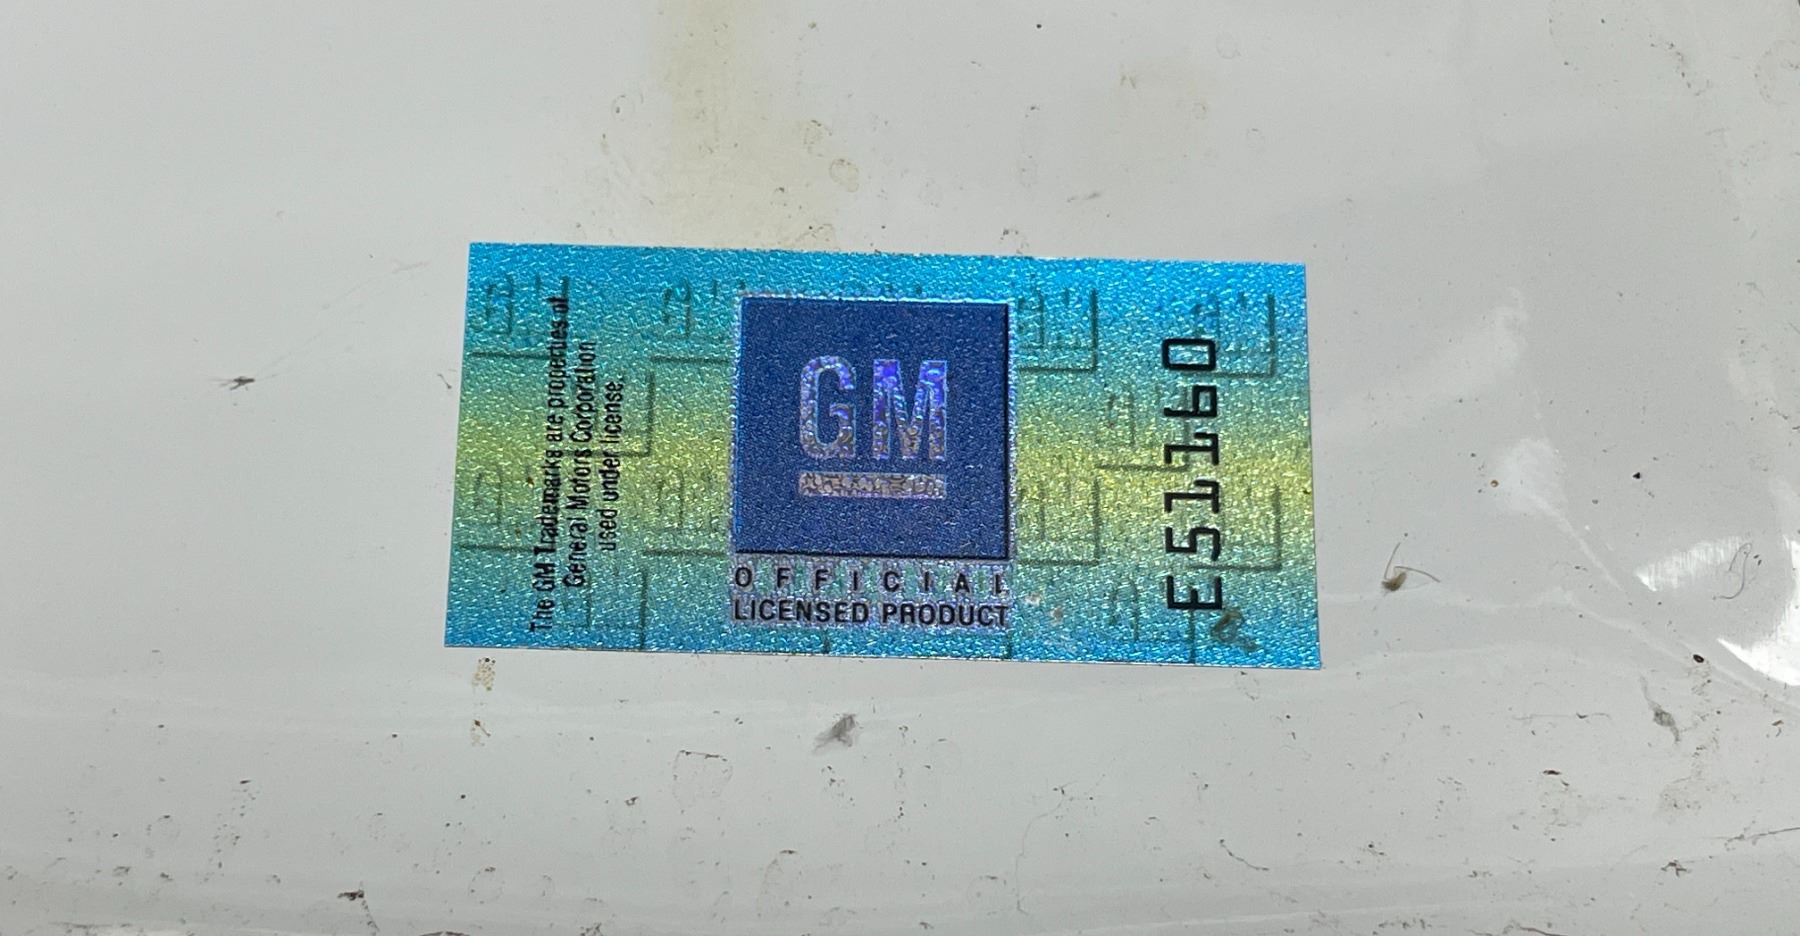 The GM Trademarks are properties of
General Motors Corporation
used under license.
GM
OFFICIAL
LICENSED PRODUCT
E51160